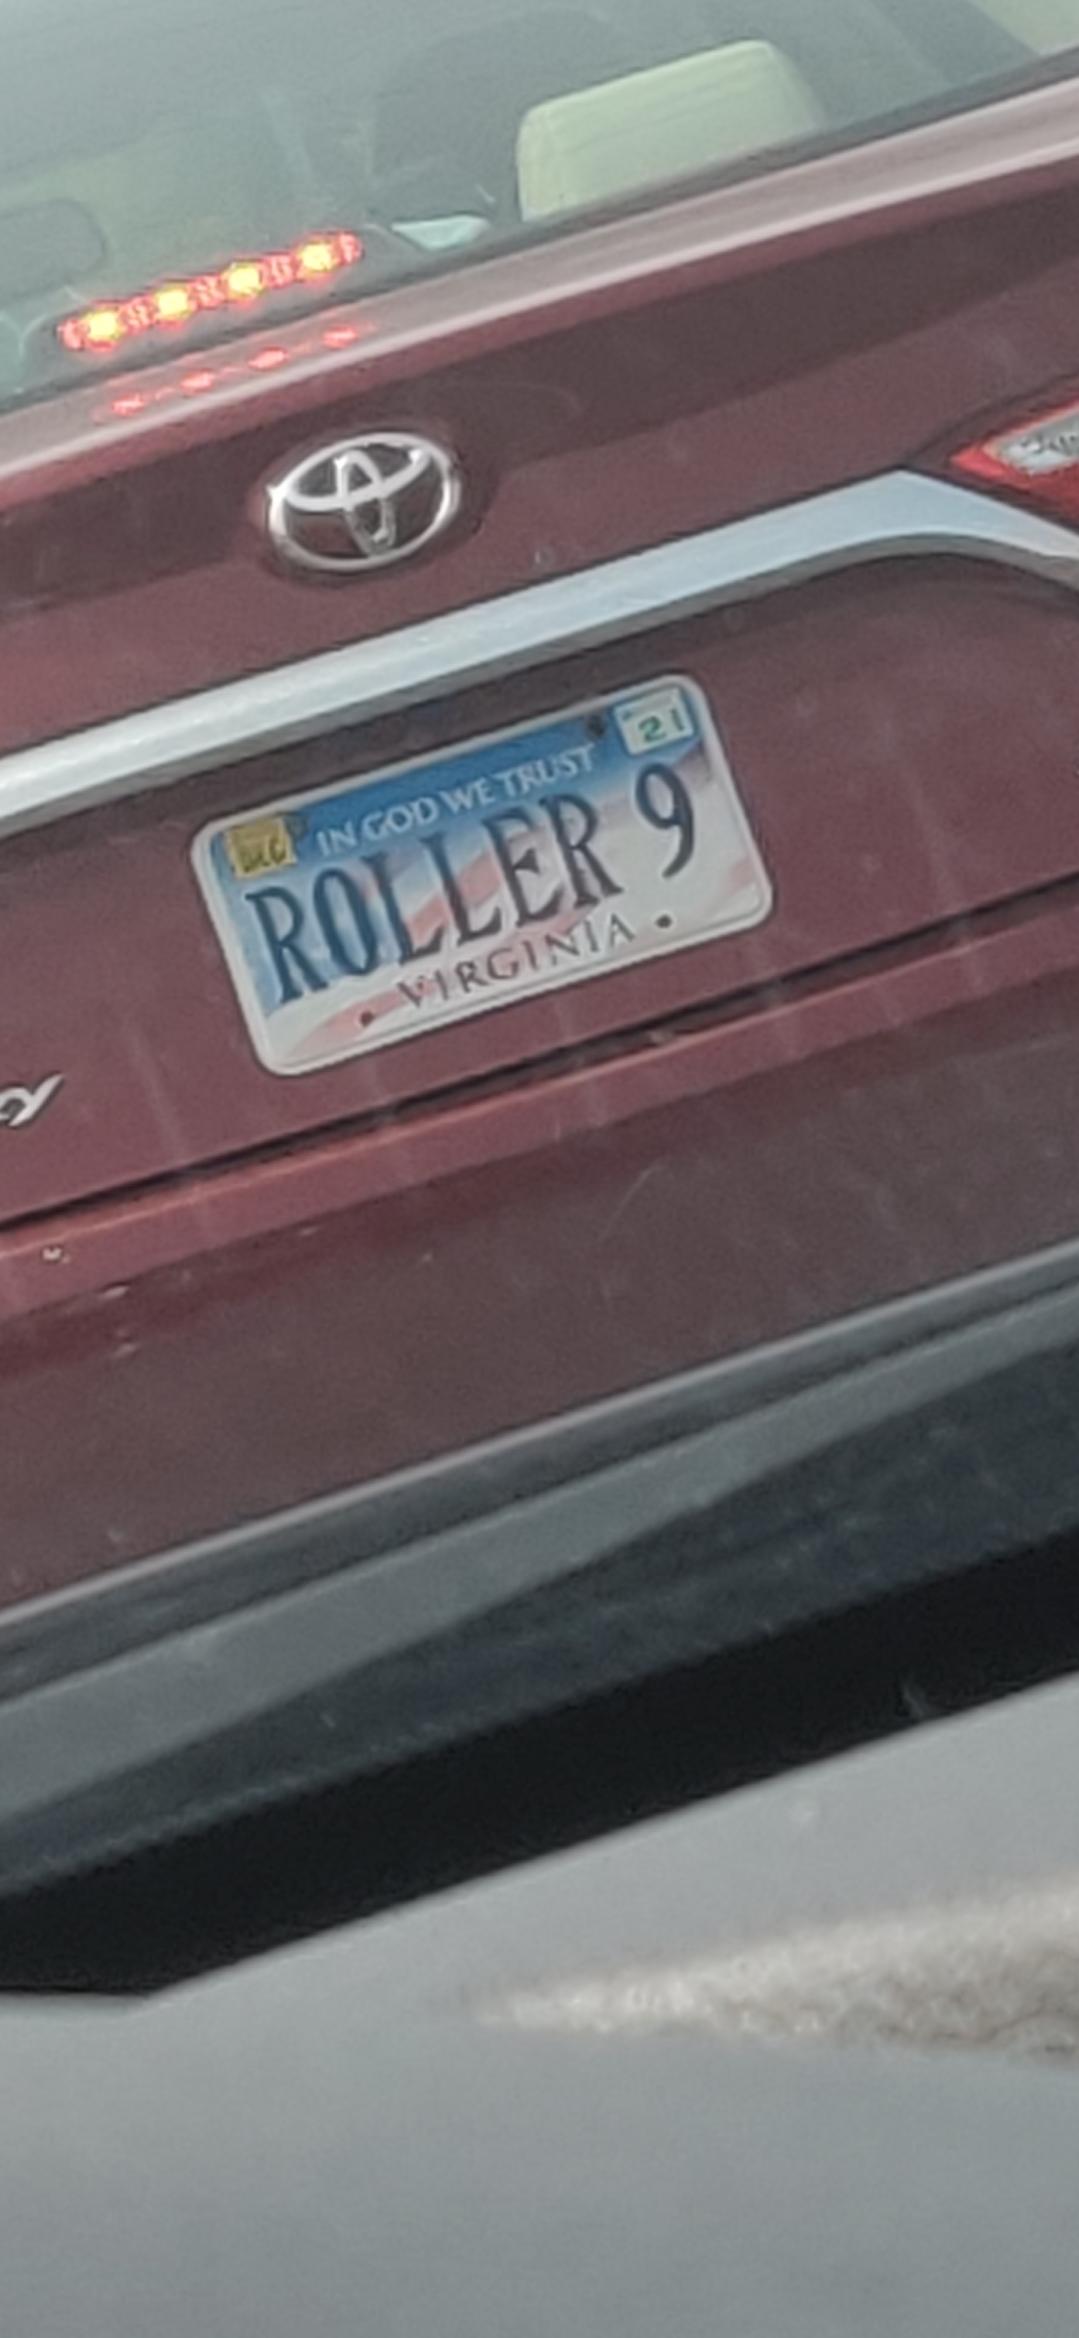 21
IN GOD WE TRUST
ROLLER 9
VIRGINIA